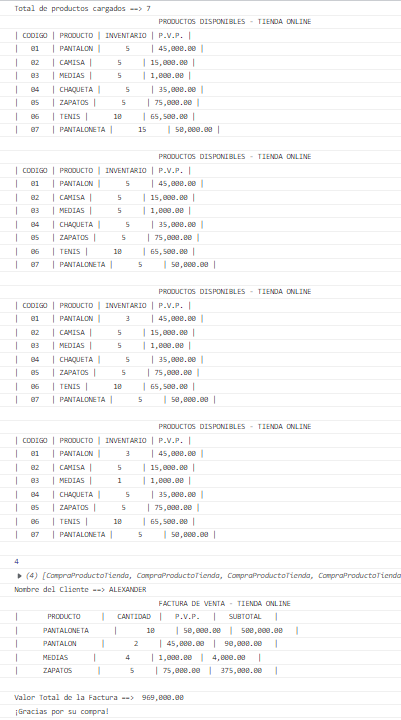 Total de productos cargados ==> 7
PRODUCTOS DISPONIBLES - TIENDA ONLINE
| CODIGO | PRODUCTO | INVENTARIO | P.V.P. |
| 01 | PANTALON | 5 | 45,000.00 |
| 02 | CAMISA | 5 | 15,000.00 |
| 03 | MEDIAS | 5 | 1,000.00 |
| 04 | CHAQUETA | 5 | 35,000.00 |
| 05 | ZAPATOS | 5 | 75,000.00 |
| 06 | TENIS | 10 | 65,500.00 |
| 07 | PANTALONETA | 15 | 50,000.00 |
PRODUCTOS DISPONIBLES - TIENDA ONLINE
| CODIGO | PRODUCTO | INVENTARIO | P.V.P. |
| 01 | PANTALON | 5 | 45,000.00 |
| 02 | CAMISA | 5 | 15,000.00 |
| 03 | MEDIAS | 5 | 1,000.00 |
| 04 | CHAQUETA | 5 | 35,000.00 |
| 05 | ZAPATOS | 5 | 75,000.00 |
| 06 | TENIS | 10 | 65,500.00 |
| 07 | PANTALONETA | 5 | 50,000.00 |
PRODUCTOS DISPONIBLES - TIENDA ONLINE
| CODIGO | PRODUCTO | INVENTARIO | P.V.P. |
| 01 | PANTALON | 3 | 45,000.00 |
| 02 | CAMISA | 5 | 15,000.00 |
| 03 | MEDIAS | 5 | 1,000.00 |
| 04 | CHAQUETA | 5 | 35,000.00 |
| 05 | ZAPATOS | 5 | 75,000.00 |
| 06 | TENIS | 10 | 65,500.00 |
| 07 | PANTALONETA | 5 | 50,000.00 |
PRODUCTOS DISPONIBLES - TIENDA ONLINE
| CODIGO | PRODUCTO | INVENTARIO | P.V.P. |
| 01 | PANTALON | 3 | 45,000.00 |
| 02 | CAMISA | 5 | 15,000.00 |
| 03 | MEDIAS | 1 | 1,000.00 |
| 04 | CHAQUETA | 5 | 35,000.00 |
| 05 | ZAPATOS | 5 | 75,000.00 |
| 06 | TENIS | 10 | 65,500.00 |
| 07 | PANTALONETA | 5 | 50,000.00 |
4
▶ (4) [CompraProductoTienda, CompraProductoTienda, CompraProductoTienda, CompraProductoTienda
Nombre del Cliente ==> ALEXANDER
FACTURA DE VENTA - TIENDA ONLINE
| PRODUCTO | CANTIDAD | P.V.P. | SUBTOTAL |
| PANTALONETA | 10 | 50,000.00 | 500,000.00 |
| PANTALON | 2 | 45,000.00 | 90,000.00 |
| MEDIAS | 4 | 1,000.00 | 4,000.00 |
| ZAPATOS | 5 | 75,000.00 | 375,000.00 |
Valor Total de la Factura ==> 969,000.00
¡Gracias por su compra!